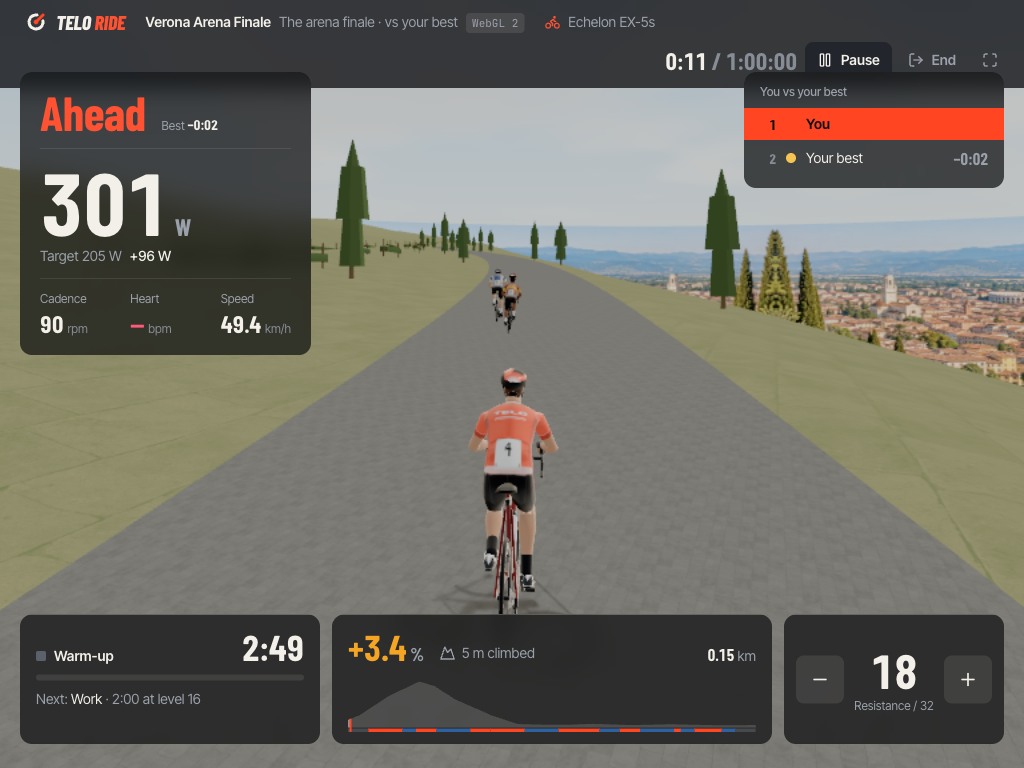 TELO RIDE Verona Arena Finale The arena finale · vs your best WebGL 2 Echelon EX-5s
0:11 / 1:00:00 Pause End
Ahead Best −0:02
301 W
Target 205 W +96 W
Cadence Heart Speed
90 rpm – bpm 49.4 km/h
You vs your best
1 You
2 Your best −0:02
TELO
4
Warm-up 2:49
Next: Work · 2:00 at level 16
+3.4 % 5 m climbed 0.15 km
− 18 +
Resistance / 32